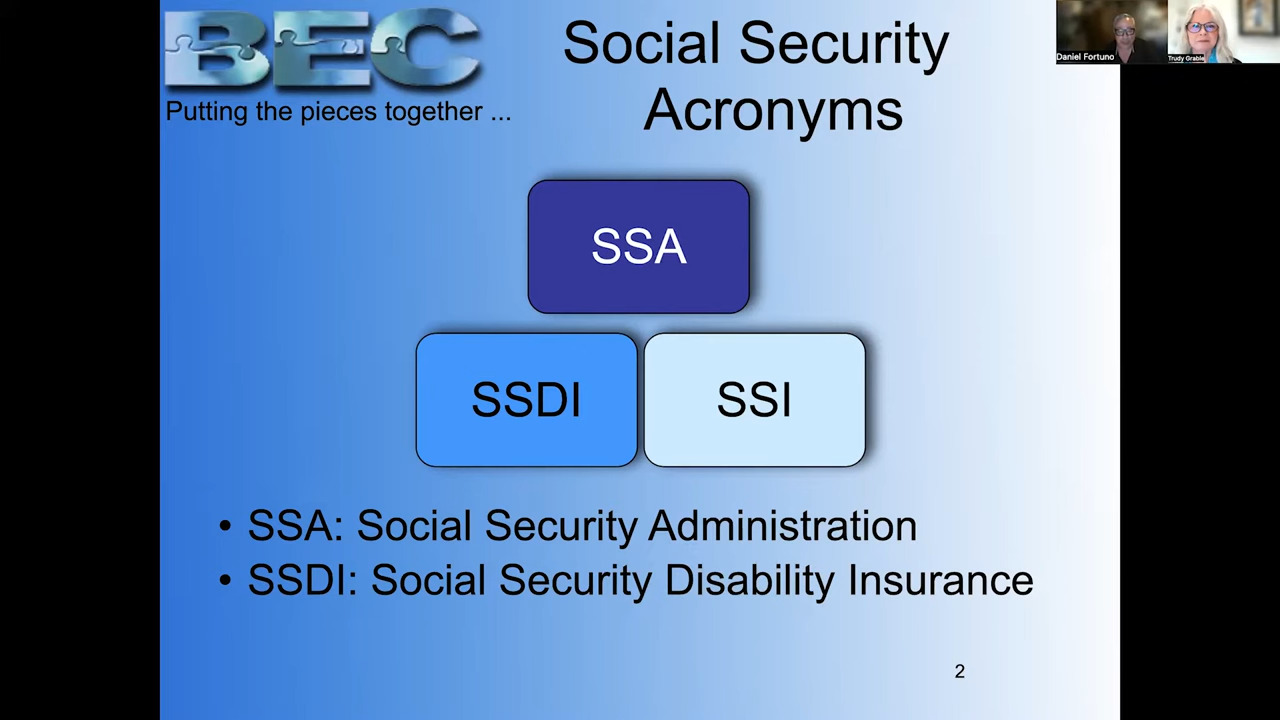 BEC
Putting the pieces together ...
Social Security
Acronyms
Daniel Fortuno
Trudy Grable
SSA
SSDI
SSI
• SSA: Social Security Administration
• SSDI: Social Security Disability Insurance
2